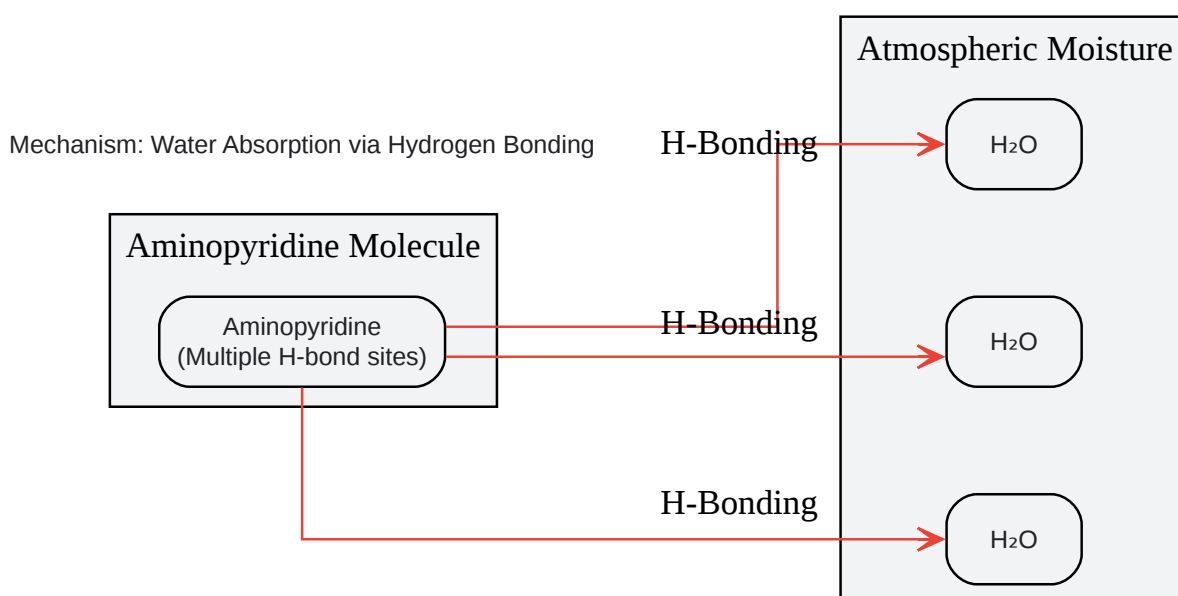 Atmospheric Moisture
Mechanism: Water Absorption via Hydrogen Bonding
H-Bonding
H₂O
Aminopyridine Molecule
Aminopyridine
(Multiple H-bond sites)
H-Bonding
H₂O
H-Bonding
H₂O